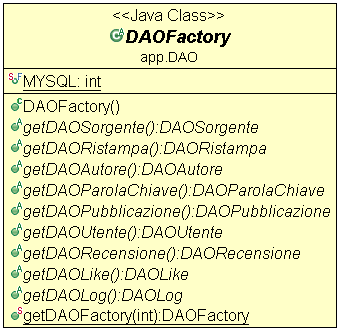 <<Java Class>>
DAOFactory
app.DAO
MYSQL: int
DAOFactory()
getDAOSorgente():DAOSorgente
getDAORistampa():DAORistampa
getDAOAutore():DAOAutore
getDAOParolaChiave():DAOParolaChiave
getDAOPubblicazione():DAOPubblicazione
getDAOUtente():DAOUtente
getDAORecensione():DAORecensione
getDAOLike():DAOLike
getDAOLog():DAOLog
getDAOFactory(int):DAOFactory